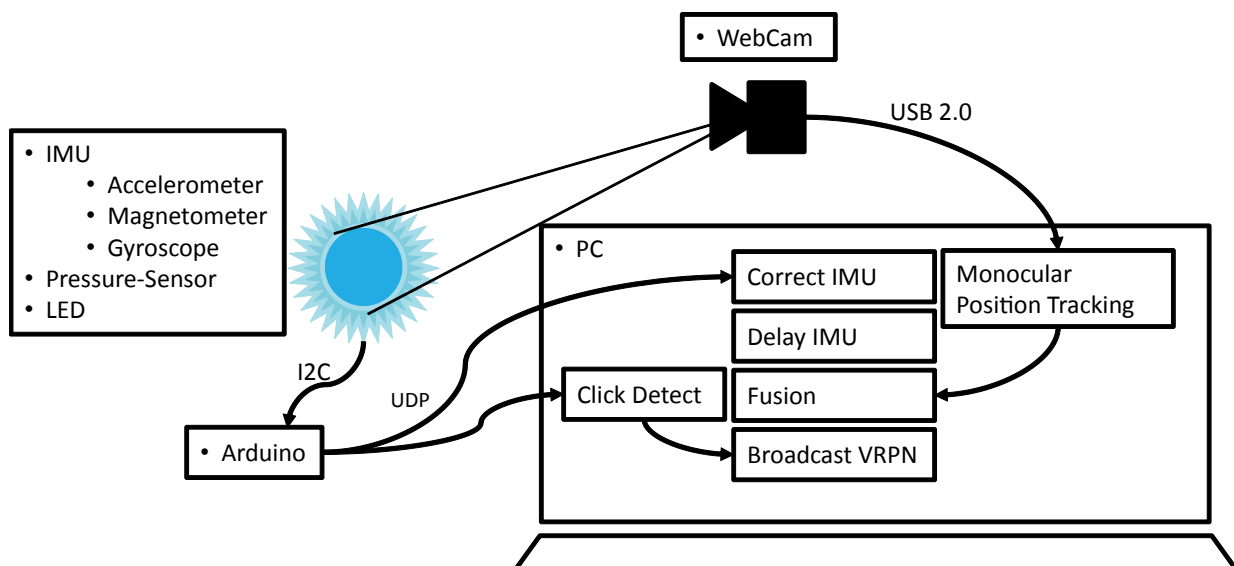 • WebCam
USB 2.0
• IMU
• Accelerometer
• Magnetometer
• Gyroscope
• Pressure-Sensor
• LED
• PC
Correct IMU
Monocular
Position Tracking
Delay IMU
I2C
UDP
Click Detect
Fusion
• Arduino
Broadcast VRPN